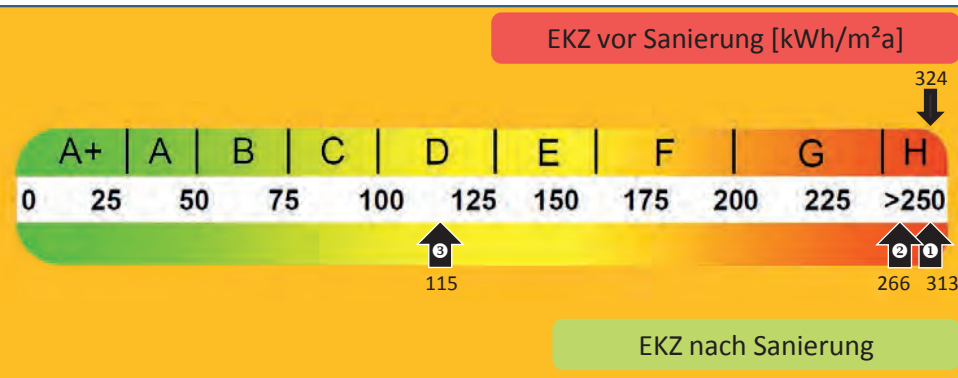 EKZ vor Sanierung [kWh/m²a]
324
A+ A B C D E F G H
0 25 50 75 100 125 150 175 200 225 >250
❸ ❷ ❶
115 266 313
EKZ nach Sanierung